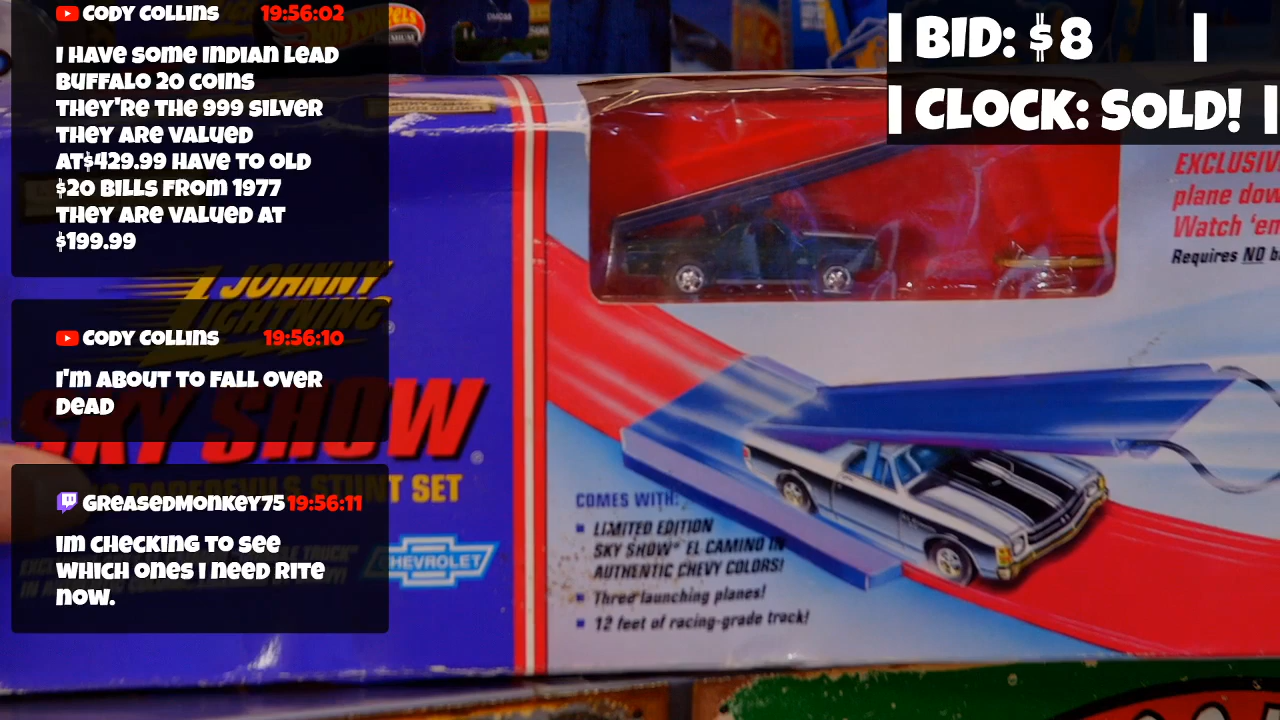 CODY COLLINS 19:56:02
I HAVE SOME INDIAN LEAD
BUFFALO 20 COINS
THEY'RE THE 999 SILVER
THEY ARE VALUED
AT$429.99 HAVE TO OLD
$20 BILLS FROM 1977
THEY ARE VALUED AT
$199.99
CODY COLLINS 19:56:10
I'M ABOUT TO FALL OVER
DEAD
GREASEDMONKEY75 19:56:11
IM CHECKING TO SEE
WHICH ONES I NEED RITE
NOW.
| BID: $8 |
| CLOCK: SOLD! |
JOHNNY
LIGHTNING
®
SKY SHOW
®
STUNT SET
CHEVROLET
EXCLUSIV
plane dow
Watch 'em
Requires NO b
COMES WITH:
LIMITED EDITION
SKY SHOW® EL CAMINO IN
AUTHENTIC CHEVY COLORS!
Three launching planes!
12 feet of racing-grade track!